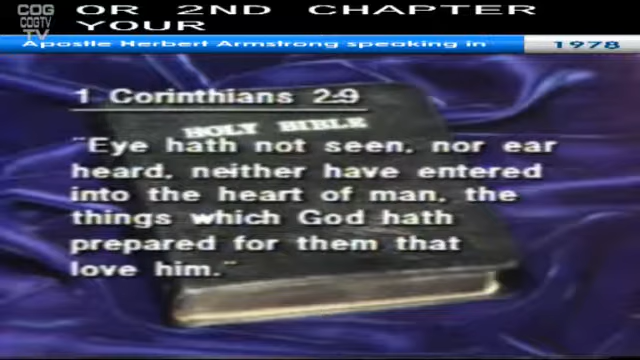 COG
COGTV
TV
OR 2ND CHAPTER
YOUR
Apostle Herbert Armstrong speaking in
1978
1 Corinthians 2:9
HOLY BIBLE
"Eye hath not seen, nor ear
heard, neither have entered
into the heart of man, the
things which God hath
prepared for them that
love him."